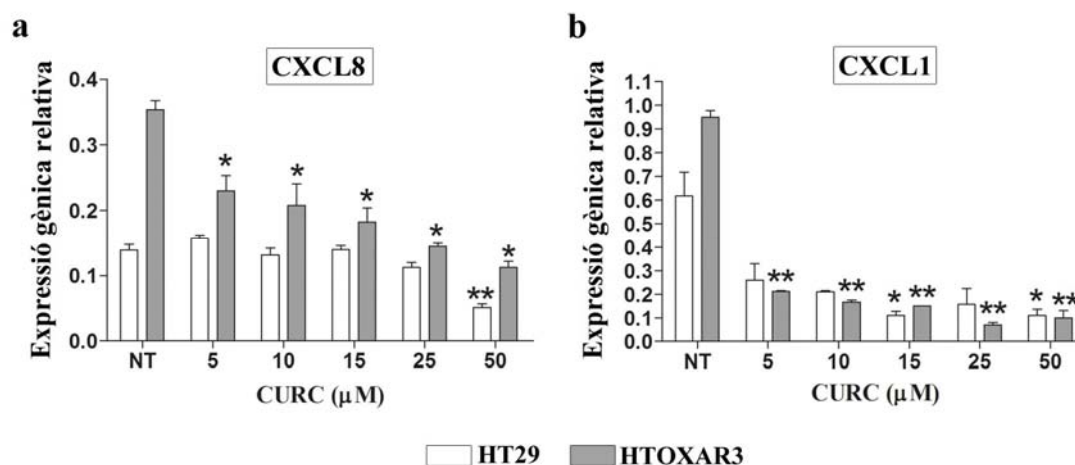 a
CXCL8
Expressió gènica relativa
0.4
0.3
0.2
0.1
0.0
* * * * ** *
NT 5 10 15 25 50
CURC (µM)
b
CXCL1
Expressió gènica relativa
1.1
1.0
0.9
0.8
0.7
0.6
0.5
0.4
0.3
0.2
0.1
0.0
** ** * ** ** * **
NT 5 10 15 25 50
CURC (µM)
HT29 HTOXAR3